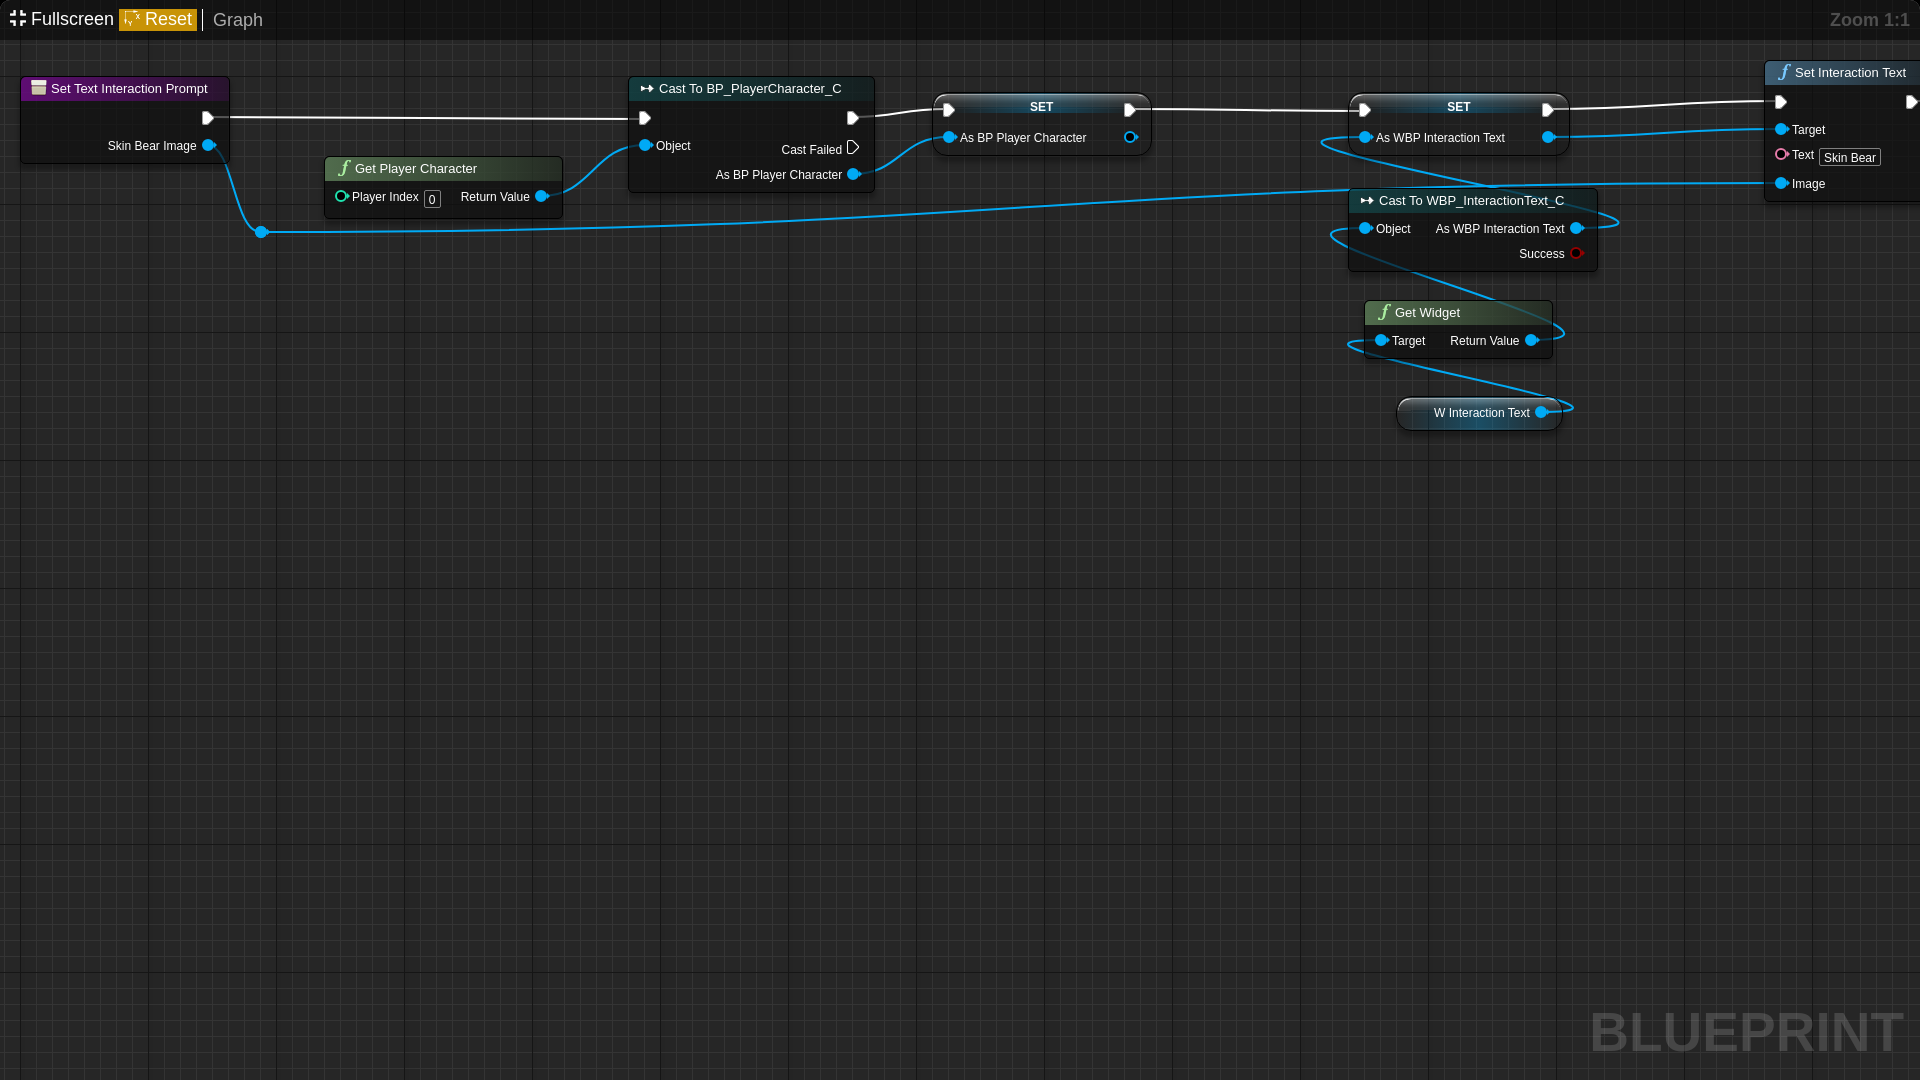 Fullscreen Reset Graph
Zoom 1:1
Set Text Interaction Prompt
Skin Bear Image
Get Player Character
Player Index 0 Return Value
Cast To BP_PlayerCharacter_C
Object
Cast Failed
As BP Player Character
SET
As BP Player Character
SET
As WBP Interaction Text
Cast To WBP_InteractionText_C
Object As WBP Interaction Text
Success
Get Widget
Target Return Value
W Interaction Text
Set Interaction Text
Target
Text Skin Bear
Image
BLUEPRINT